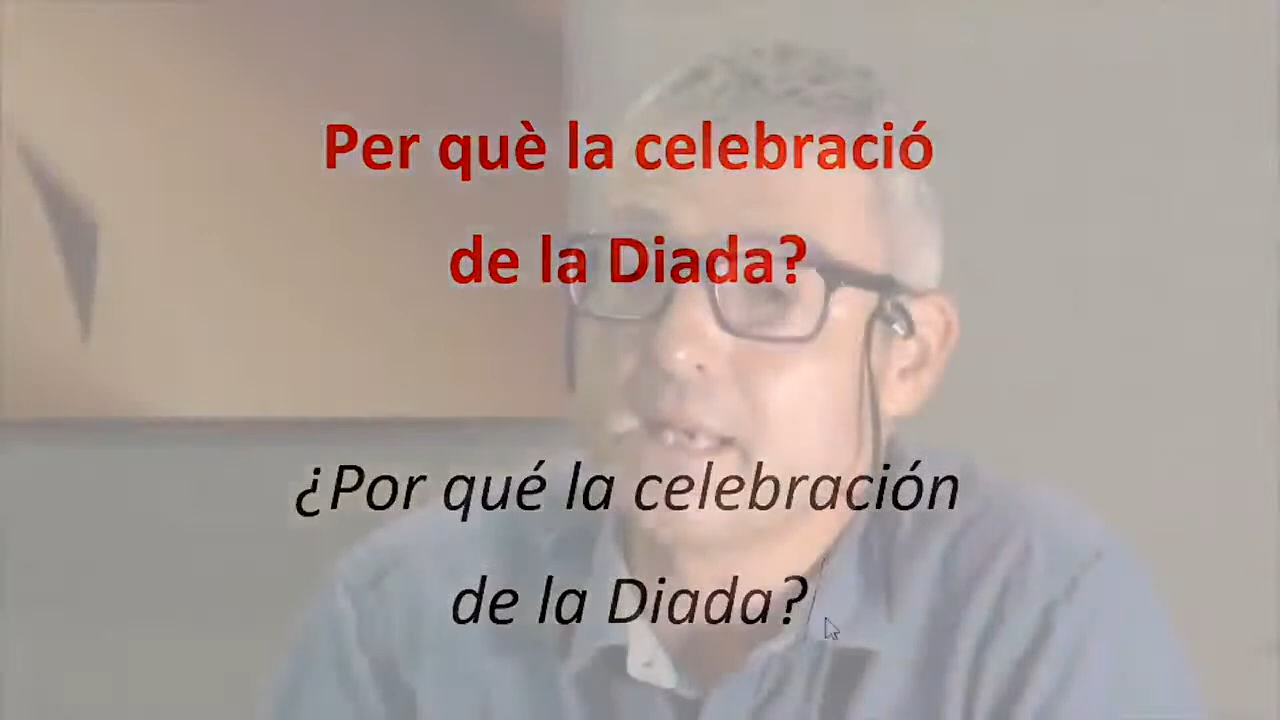 Per què la celebració
de la Diada?
¿Por qué la celebración
de la Diada?